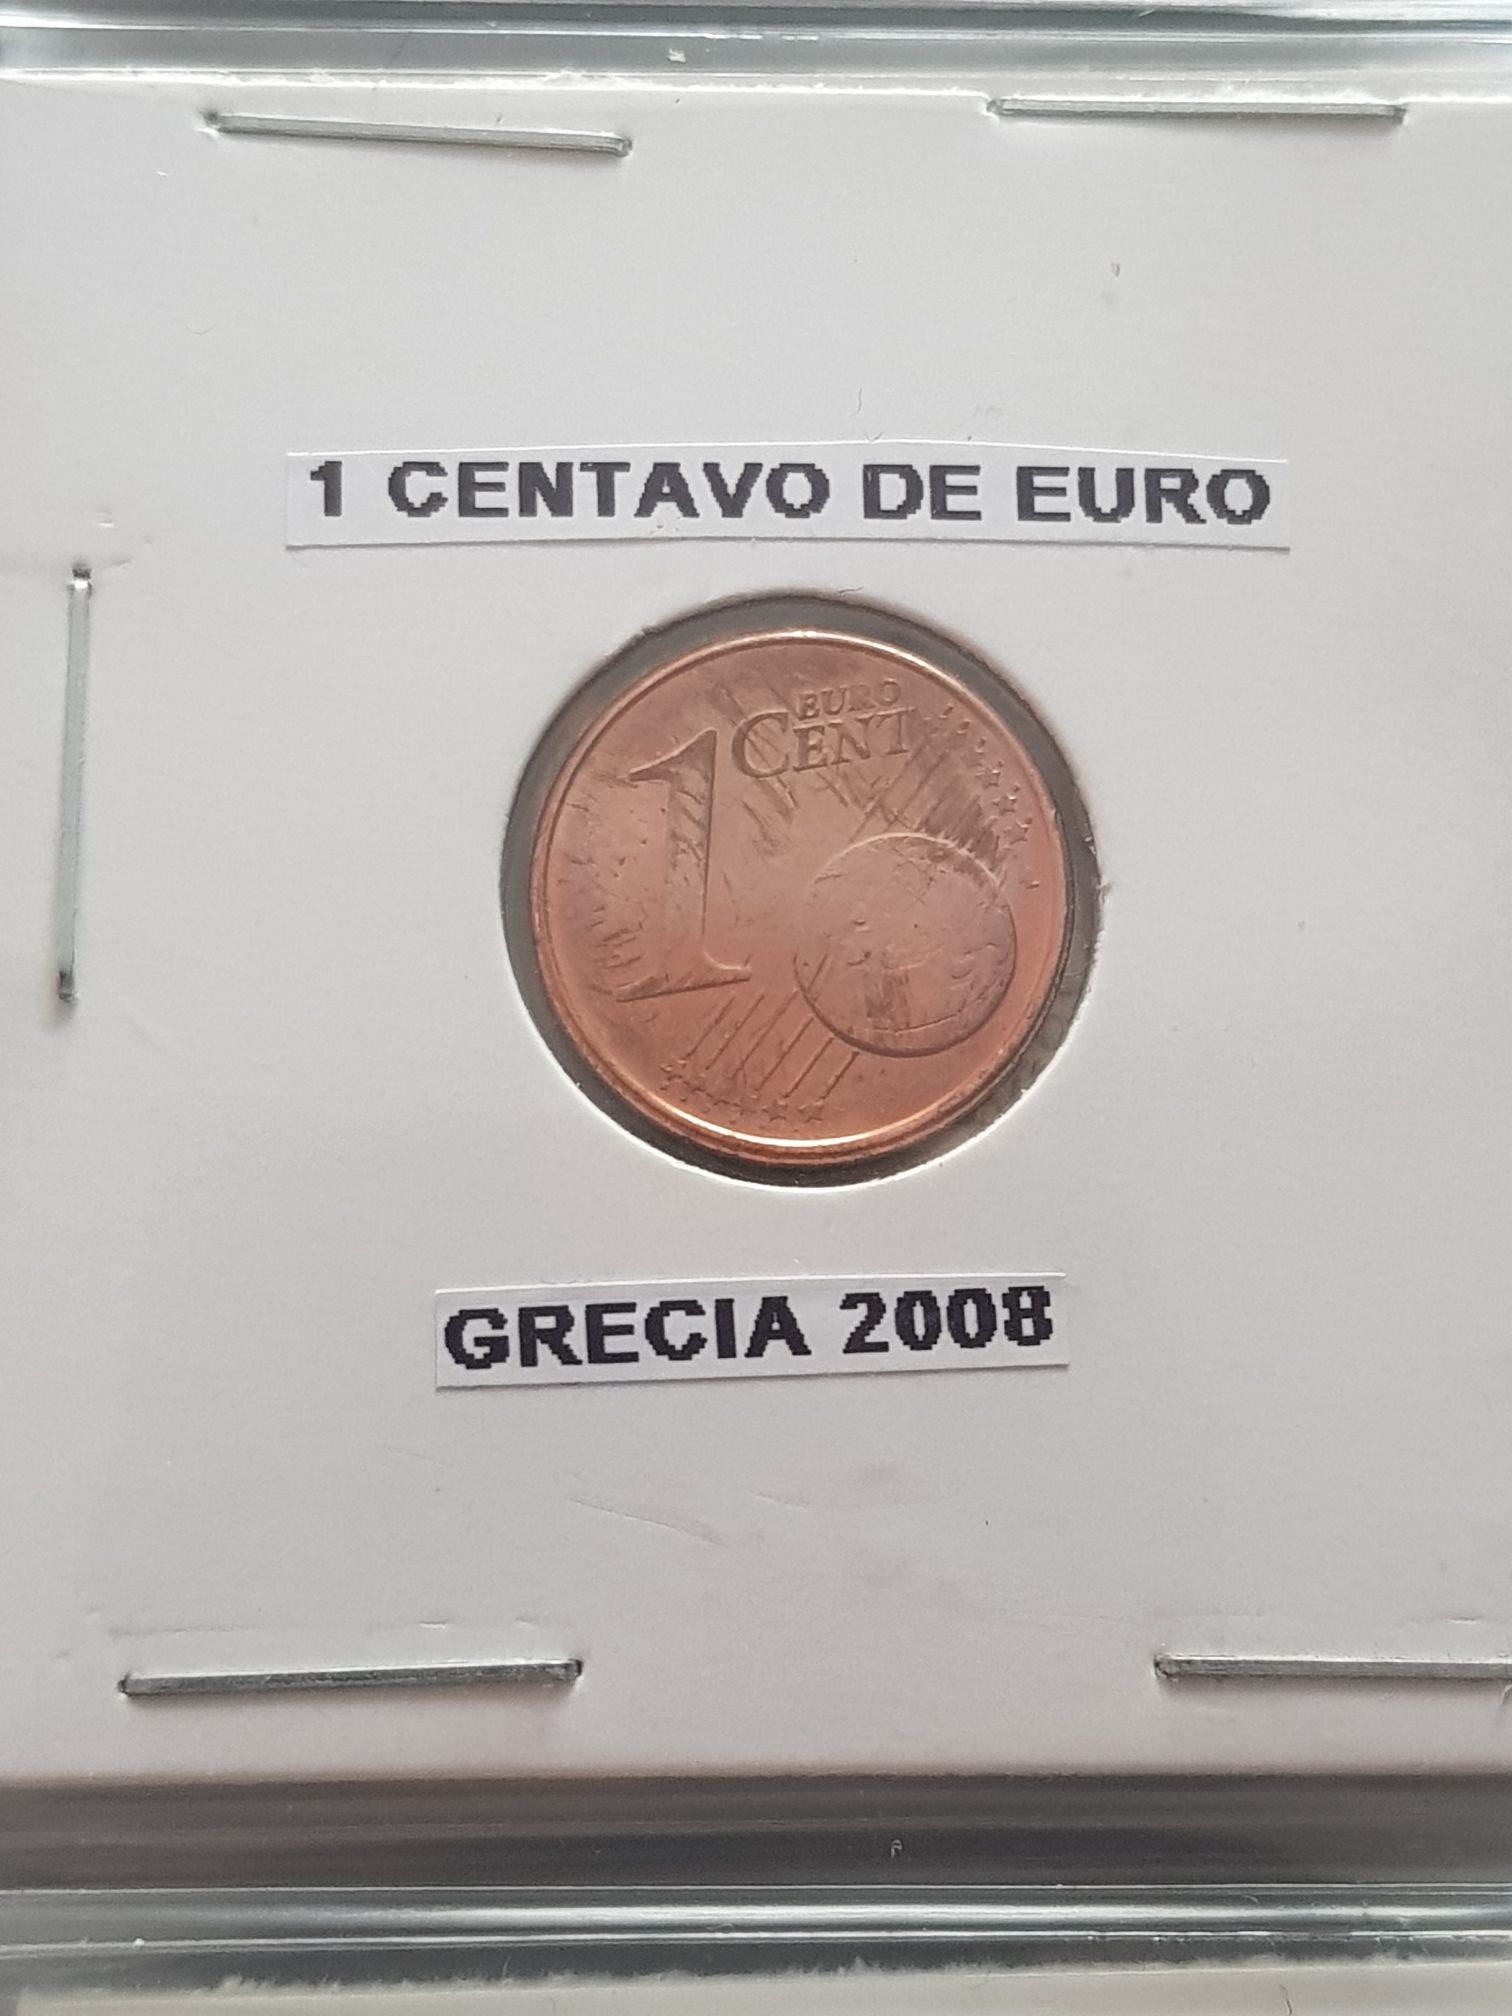 1 CENTAVO DE EURO
1
EURO
CENT
GRECIA 2008